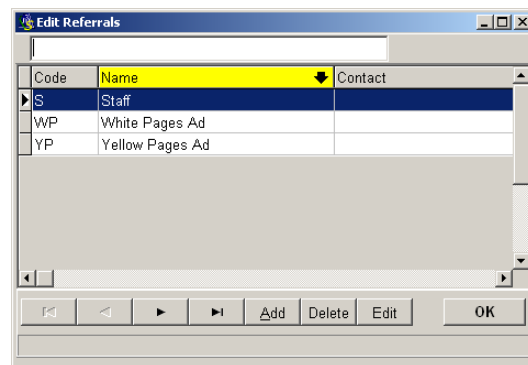 Edit Referrals
Code Name Contact
S Staff
WP White Pages Ad
YP Yellow Pages Ad
Add Delete Edit OK